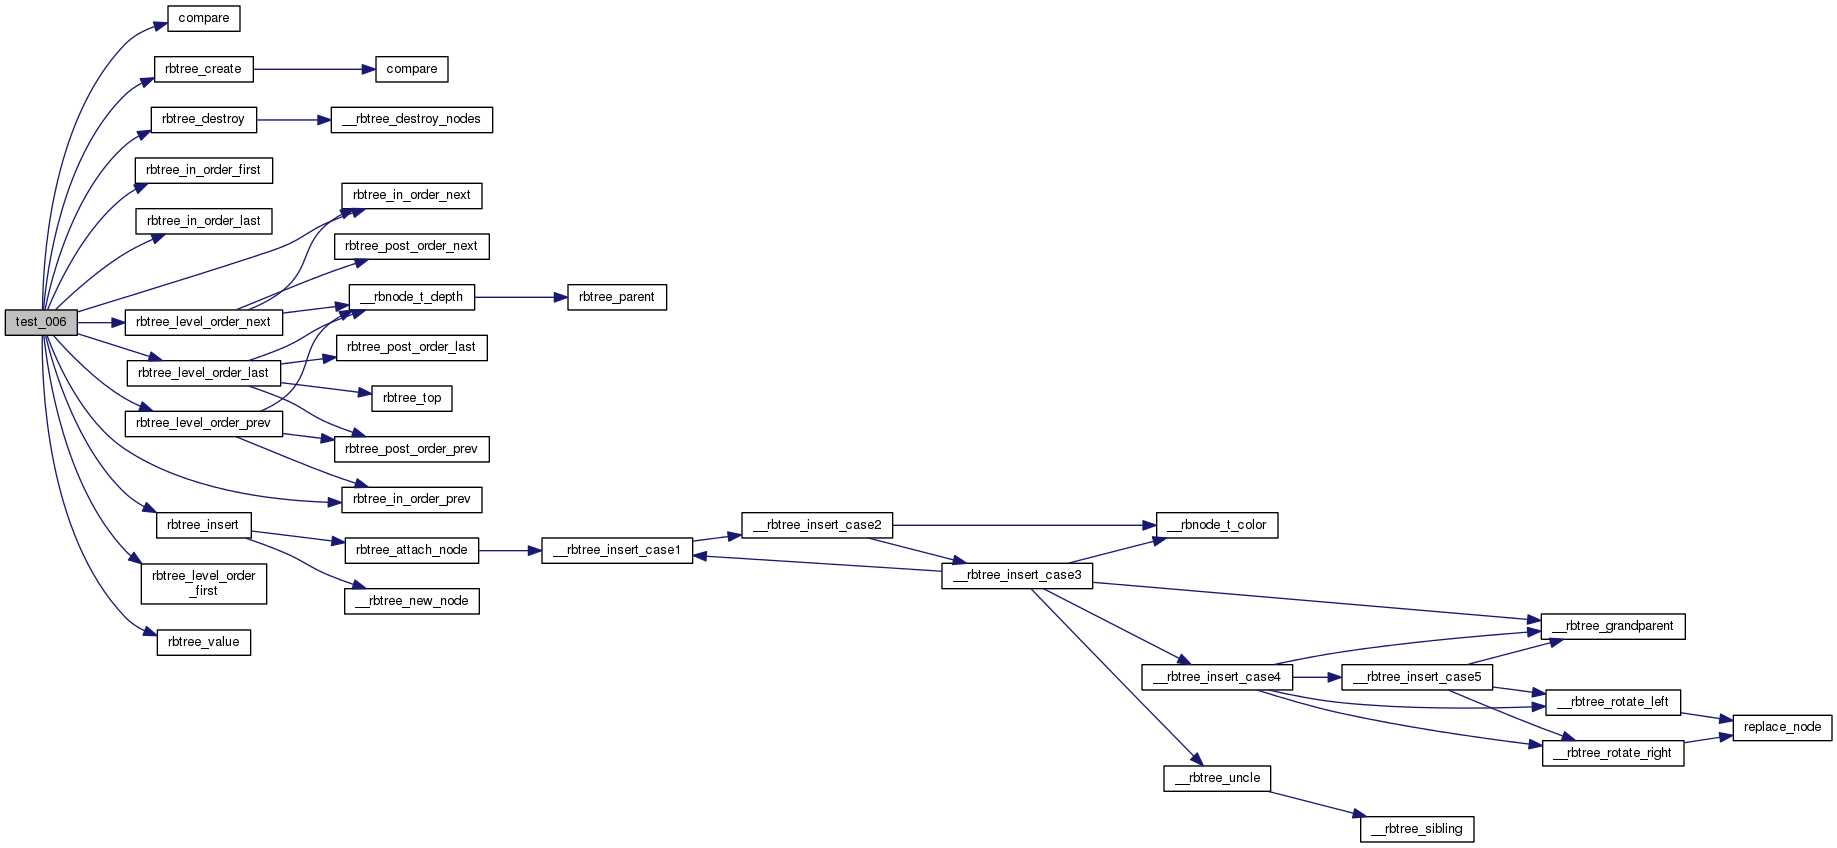 compare
rbtree_create
compare
rbtree_destroy
__rbtree_destroy_nodes
rbtree_in_order_first
rbtree_in_order_next
rbtree_in_order_last
rbtree_post_order_next
__rbnode_t_depth
rbtree_parent
test_006
rbtree_level_order_next
rbtree_post_order_last
rbtree_level_order_last
rbtree_top
rbtree_level_order_prev
rbtree_post_order_prev
rbtree_in_order_prev
rbtree_insert
__rbtree_insert_case2
__rbnode_t_color
rbtree_attach_node
__rbtree_insert_case1
__rbtree_insert_case3
rbtree_level_order
_first
__rbtree_new_node
__rbtree_grandparent
rbtree_value
__rbtree_insert_case4
__rbtree_insert_case5
__rbtree_rotate_left
replace_node
__rbtree_rotate_right
__rbtree_uncle
__rbtree_sibling